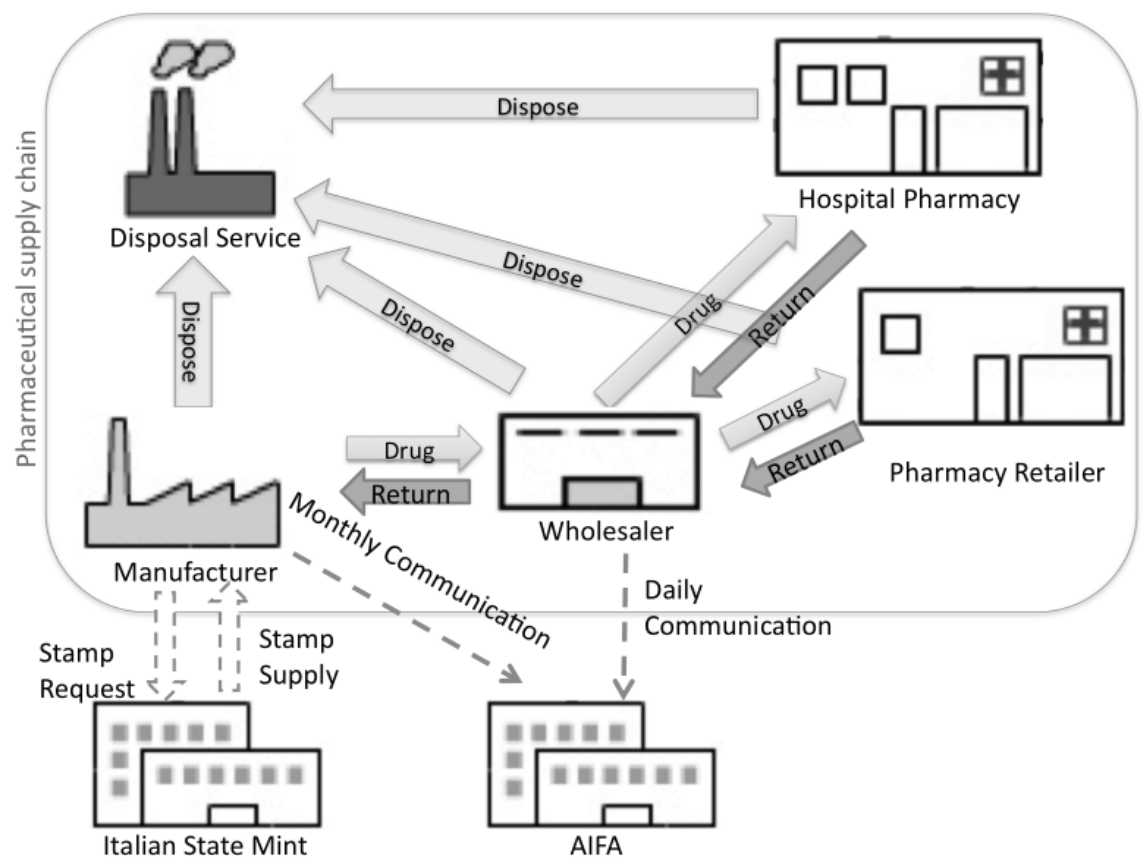 Pharmaceutical supply chain
Dispose
Hospital Pharmacy
Disposal Service
Dispose
Dispose
Dispose
Drug
Return
Drug
Return
Pharmacy Retailer
Drug
Return
Wholesaler
Manufacturer
Monthly Communication
Daily
Communication
Stamp
Request
Stamp
Supply
Italian State Mint
AIFA